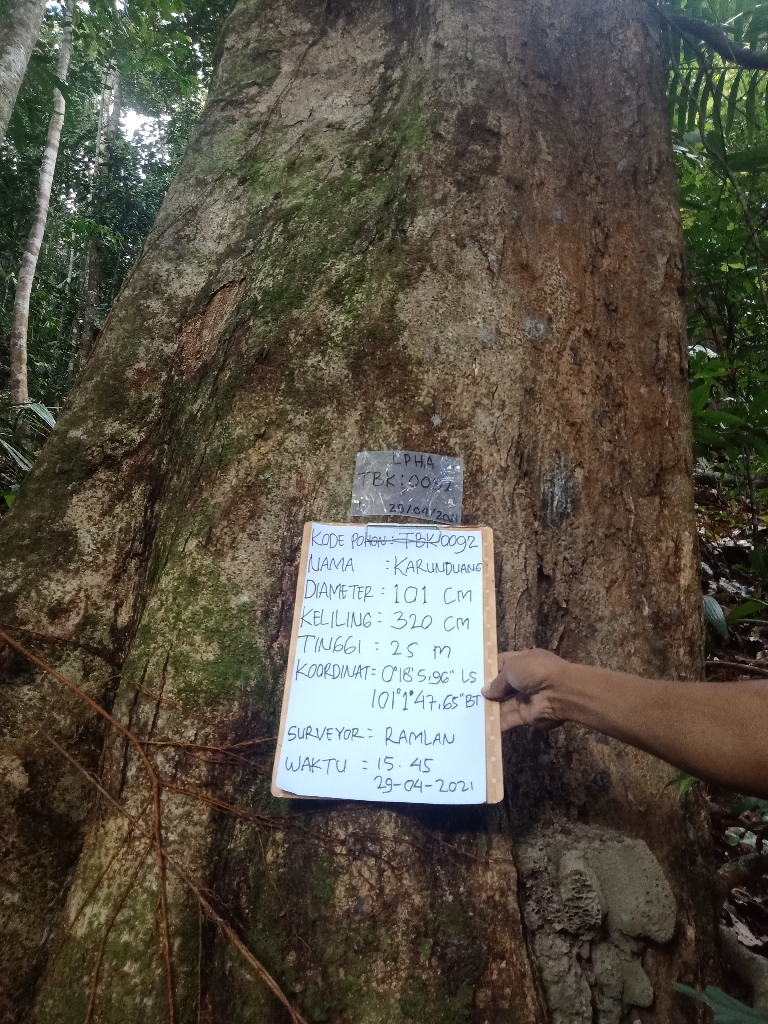 LPHA
TBK:0092
29/04/2021
KODE POHON : TBK 0092
NAMA : KARUNDUANG
DIAMETER : 101 CM
KELILING : 320 CM
TINGGI : 25 M
KOORDINAT = 0°18'5,96" LS
101°1'47,65"BT
SURVEYOR = RAMLAN
WAKTU : 15.45
29-04-2021